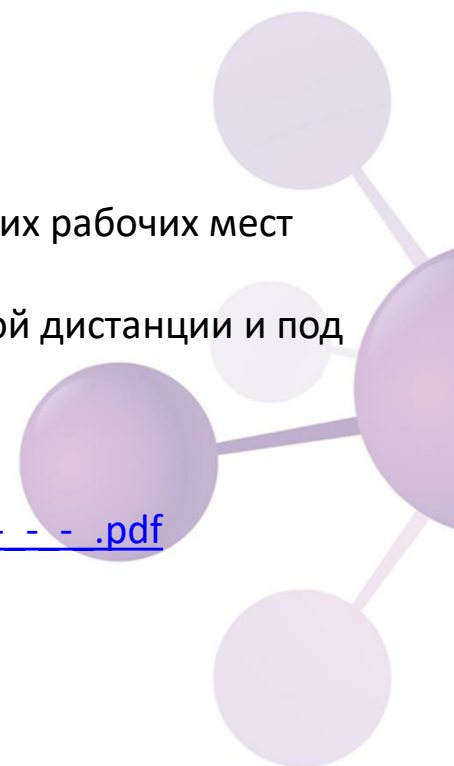 их рабочих мест
ой дистанции и под
-_-_-_-_.pdf